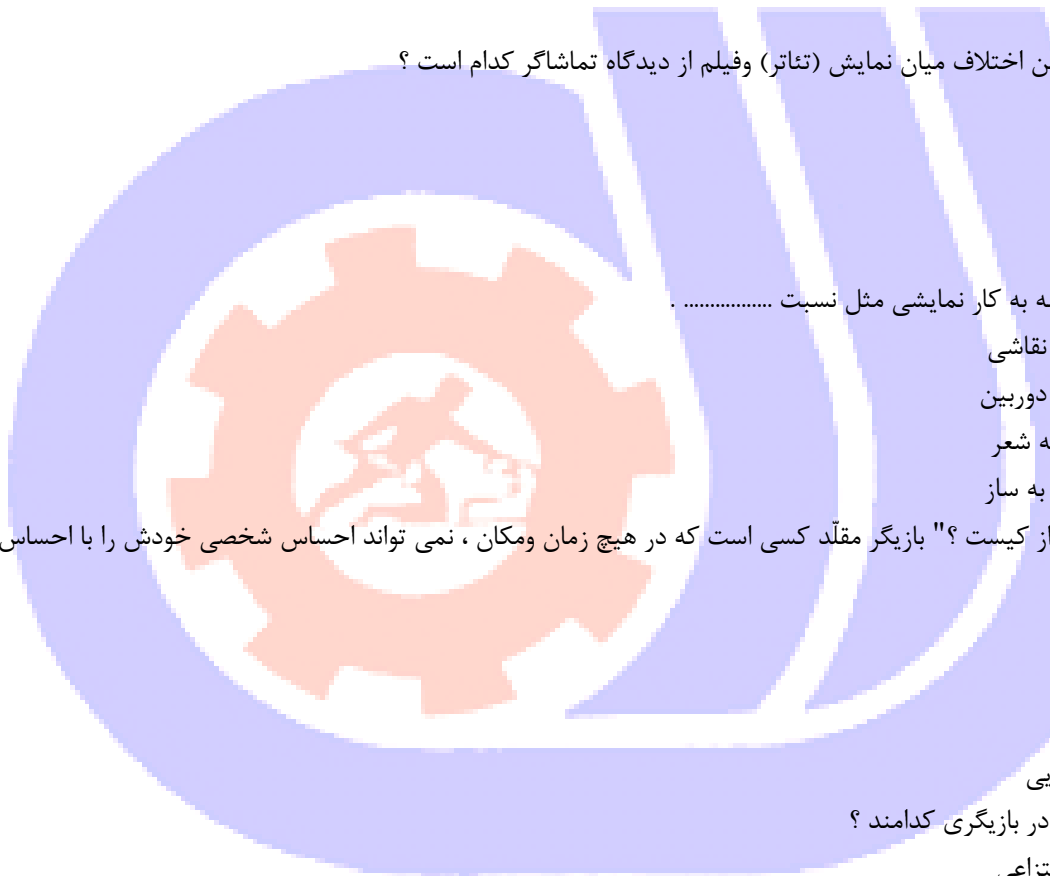 ن اختلاف میان نمایش (تئاتر) وفیلم از دیدگاه تماشاگر کدام است ؟
ه به کار نمایشی مثل نسبت ................ .
نقاشی
دوربین
ه شعر
به ساز
از کیست ؟" بازیگر مقلّد کسی است که در هیچ زمان ومکان ، نمی تواند احساس شخصی خودش را با احساس
یی
در بازیگری کدامند ؟